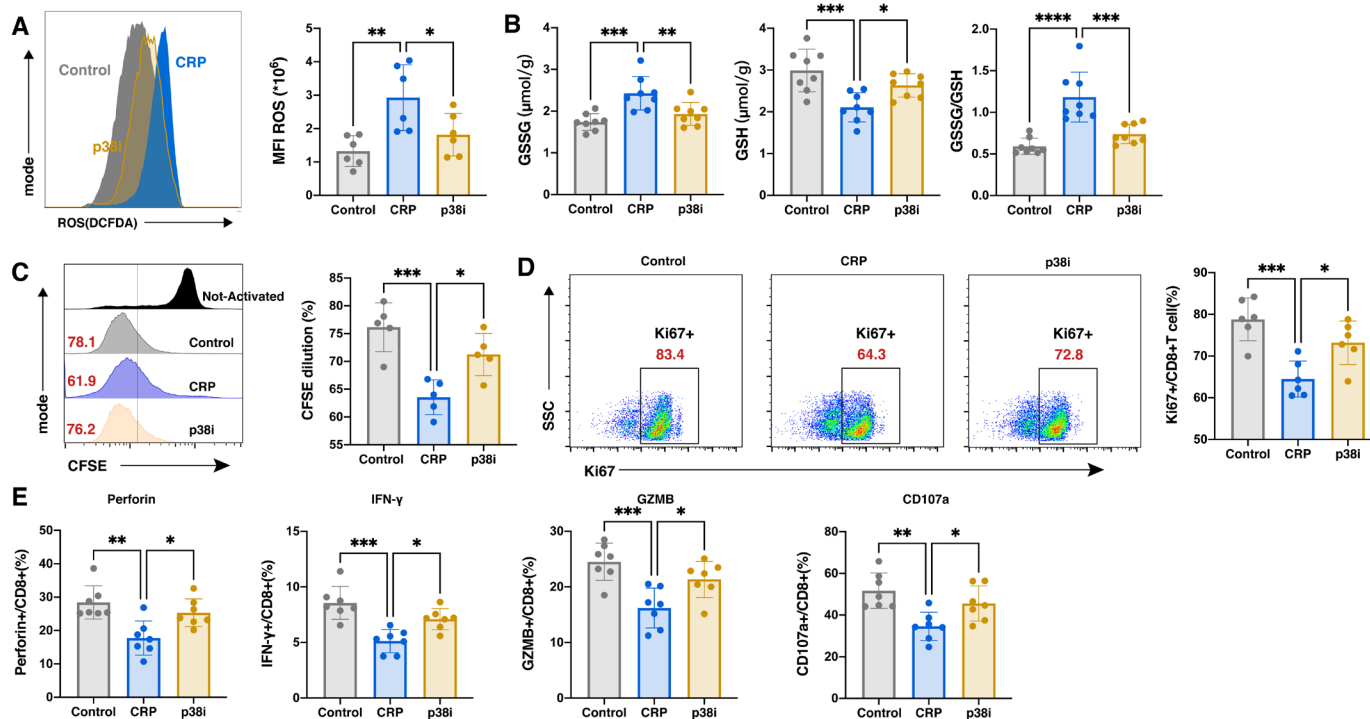 A
Control
CRP
p38i
mode
ROS(DCFDA)
MFI ROS (*10⁶)
5
4
3
2
1
0
**
*
Control
CRP
p38i
B
GSSG (μmol/g)
4
3
2
1
0
***
**
Control
CRP
p38i
GSH (μmol/g)
4
3
2
1
0
***
*
Control
CRP
p38i
GSSG/GSH
2.0
1.5
1.0
0.5
0.0
****
***
Control
CRP
p38i
C
mode
Not-Activated
78.1
Control
61.9
CRP
76.2
p38i
CFSE
CFSE dilution (%)
85
80
75
70
65
60
55
***
*
Control
CRP
p38i
D
Control
CRP
p38i
SSC
Ki67+
83.4
Ki67+
64.3
Ki67+
72.8
Ki67
Ki67+/CD8+T cell(%)
90
80
70
60
50
***
*
Control
CRP
p38i
E
Perforin
Perforin+/CD8+(%)
50
40
30
20
10
0
**
*
Control
CRP
p38i
IFN-γ
IFN-γ+/CD8+(%)
15
10
5
0
***
*
Control
CRP
p38i
GZMB
GZMB+/CD8+(%)
30
20
10
0
***
*
Control
CRP
p38i
CD107a
CD107a+/CD8+(%)
80
60
40
20
0
**
*
Control
CRP
p38i